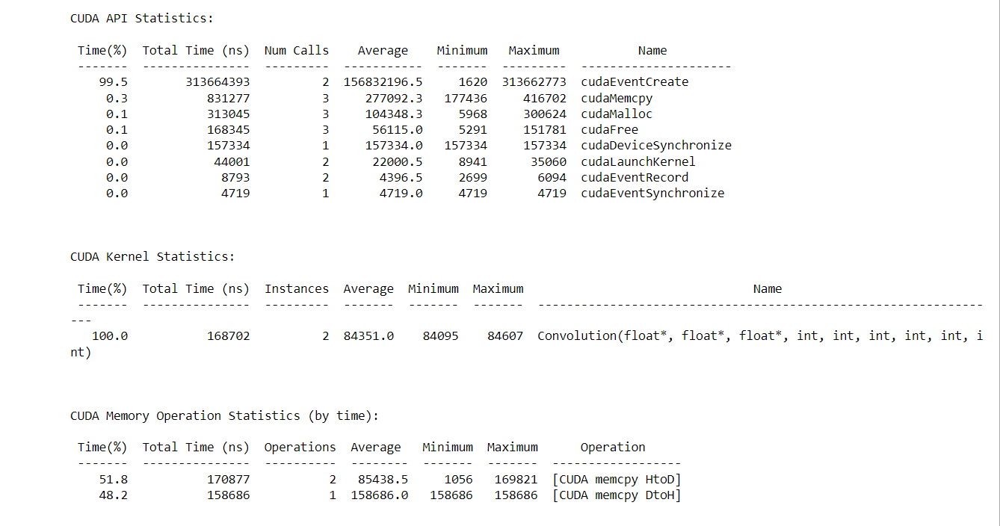 CUDA API Statistics:
Time(%)  Total Time (ns)  Num Calls    Average    Minimum   Maximum           Name
-------  ---------------  ---------  -----------  -------  ---------  ---------------------
   99.5        313664393          2  156832196.5     1620  313662773  cudaEventCreate
    0.3           831277          3     277092.3   177436     416702  cudaMemcpy
    0.1           313045          3     104348.3     5968     300624  cudaMalloc
    0.1           168345          3      56115.0     5291     151781  cudaFree
    0.0           157334          1     157334.0   157334     157334  cudaDeviceSynchronize
    0.0            44001          2      22000.5     8941      35060  cudaLaunchKernel
    0.0             8793          2       4396.5     2699       6094  cudaEventRecord
    0.0             4719          1       4719.0     4719       4719  cudaEventSynchronize
CUDA Kernel Statistics:
Time(%)  Total Time (ns)  Instances  Average  Minimum  Maximum                                Name
-------  ---------------  ---------  -------  -------  -------  --------------------------------------------------------------
---
  100.0           168702          2  84351.0    84095    84607  Convolution(float*, float*, float*, int, int, int, int, int, i
nt)
CUDA Memory Operation Statistics (by time):
Time(%)  Total Time (ns)  Operations  Average   Minimum  Maximum      Operation
-------  ---------------  ----------  --------  -------  -------  ------------------
   51.8           170877           2   85438.5     1056   169821  [CUDA memcpy HtoD]
   48.2           158686           1  158686.0   158686   158686  [CUDA memcpy DtoH]